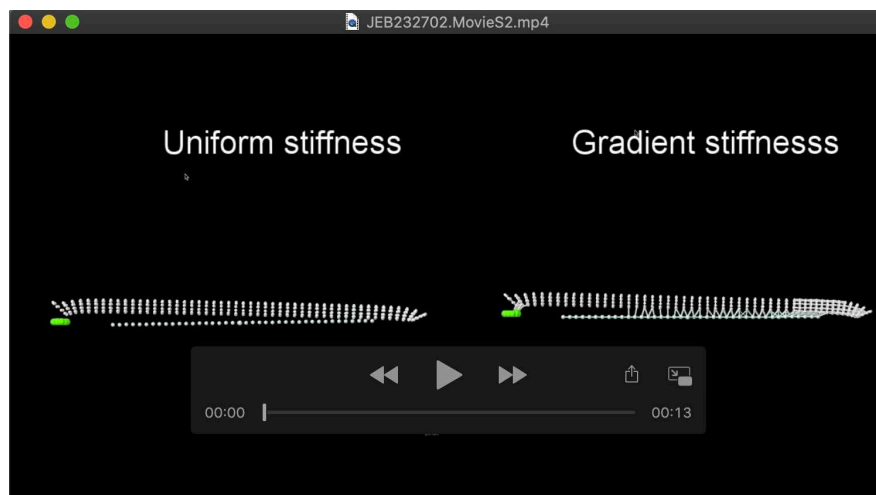 JEB232702.MovieS2.mp4
Uniform stiffness
Gradient stiffnesss
00:00
00:13